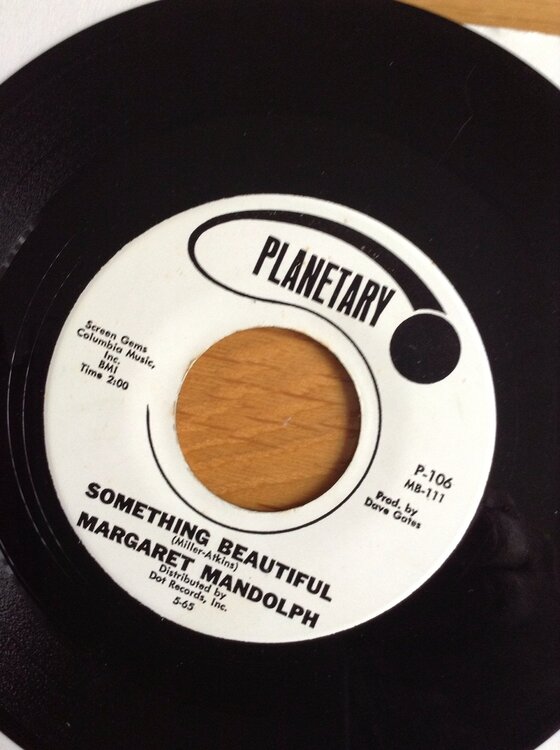 PLANETARY
Screen Gems
Columbia Music,
Inc.
BMI
Time 2:00
P-106
MB-111
Prod. by
Dave Gates
SOMETHING BEAUTIFUL
(Miller-Atkins)
MARGARET MANDOLPH
Distributed by
Dot Records, Inc.
5-65